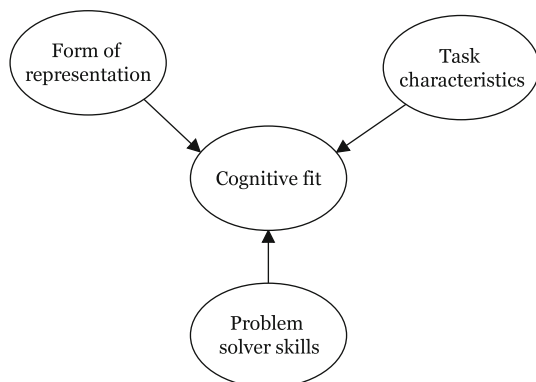 Form of
representation
Task
characteristics
Cognitive fit
Problem
solver skills